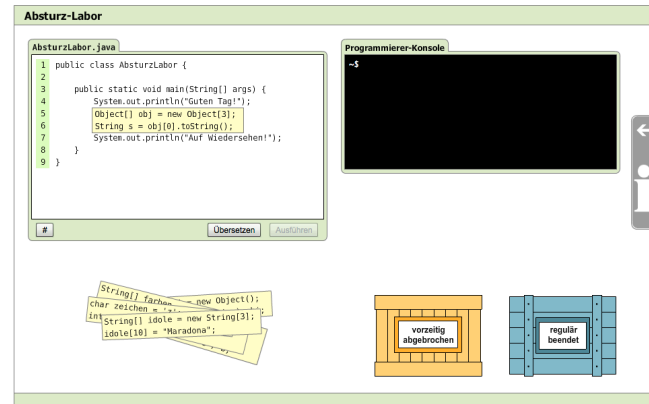 Absturz-Labor
AbsturzLabor.java
1 public class AbsturzLabor {
2
3 public static void main(String[] args) {
4 System.out.println("Guten Tag!");
5 Object[] obj = new Object[3];
6 String s = obj[0].toString();
7 System.out.println("Auf Wiedersehen!");
8 }
9 }
# Übersetzen Ausführen
Programmierer-Konsole
~$
String[] farben = new Object();
char zeichen =
int
String[] idole = new String[3];
idole[10] = "Maradona";
vorzeitig
abgebrochen
regulär
beendet